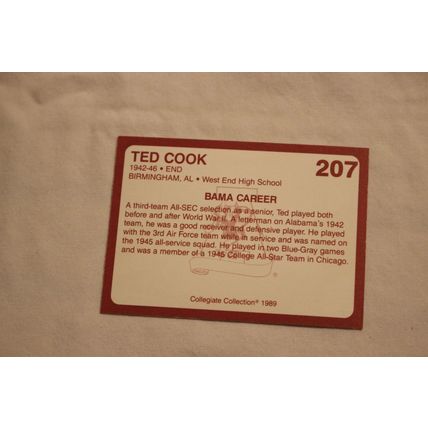 TED COOK
207
1942-46 • END
BIRMINGHAM, AL • West End High School
BAMA CAREER
A third-team All-SEC selection as a senior, Ted played both
before and after World War II. A letterman on Alabama's 1942
team, he was a good receiver and defensive player. He played
with the 3rd Air Force team while in service and was named on
the 1945 all-service squad. He played in two Blue-Gray games
and was a member of a 1946 College All-Star Team in Chicago.
Collegiate Collection® 1989